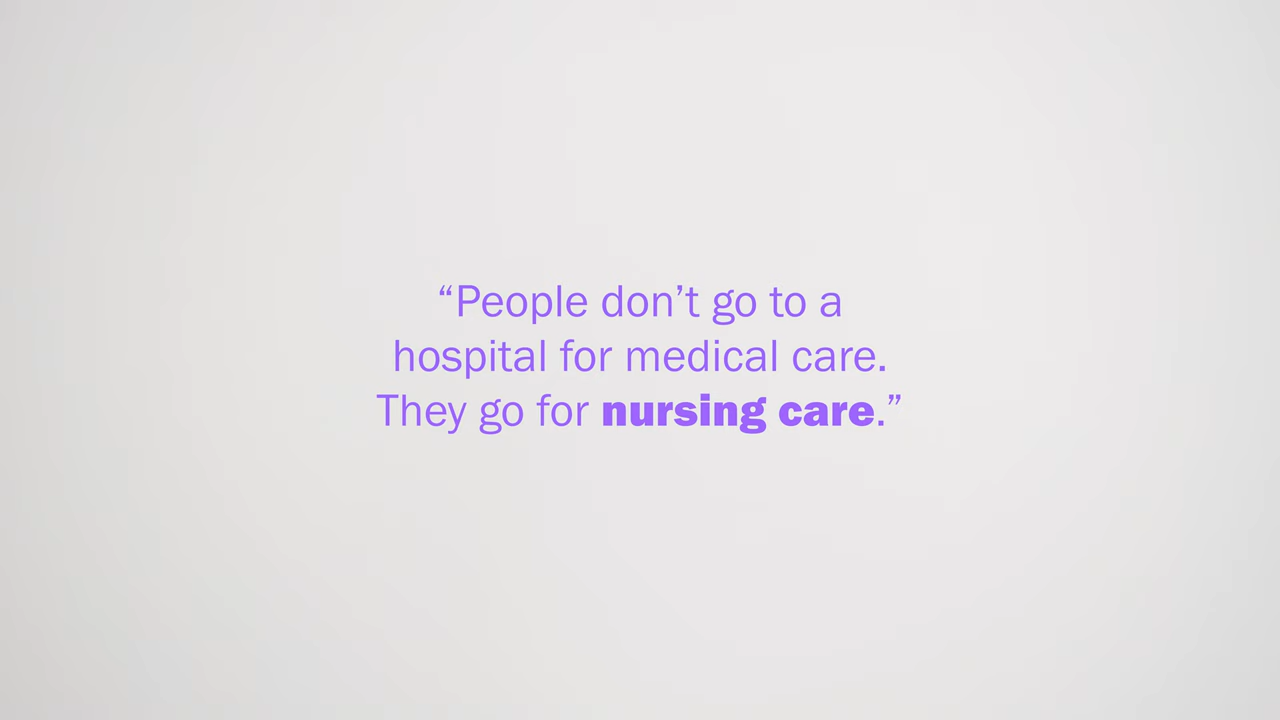 “People don’t go to a
hospital for medical care.
They go for nursing care.”